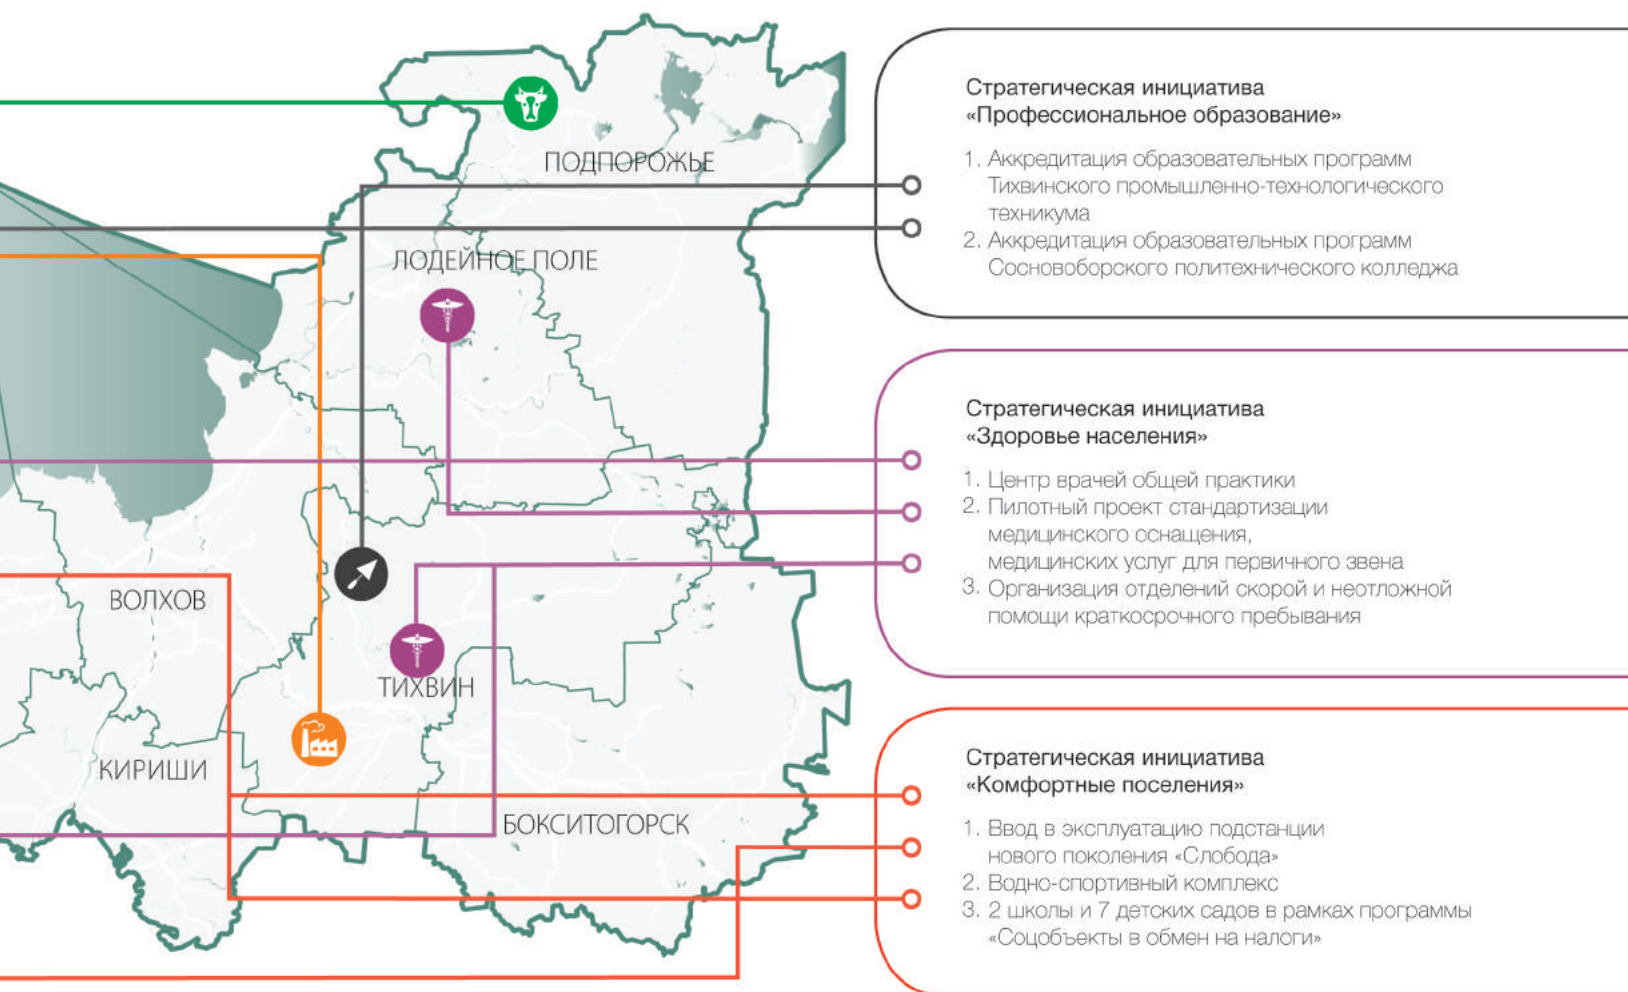 ПОДПОРОЖЬЕ
ЛОДЕЙНОЕ ПОЛЕ
ВОЛХОВ
ТИХВИН
КИРИШИ
БОКСИТОГОРСК
Стратегическая инициатива
«Профессиональное образование»
1. Аккредитация образовательных программ
Тихвинского промышленно-технологического
техникума
2. Аккредитация образовательных программ
Сосновоборского политехнического колледжа
Стратегическая инициатива
«Здоровье населения»
1. Центр врачей общей практики
2. Пилотный проект стандартизации
медицинского оснащения,
медицинских услуг для первичного звена
3. Организация отделений скорой и неотложной
помощи краткосрочного пребывания
Стратегическая инициатива
«Комфортные поселения»
1. Ввод в эксплуатацию подстанции
нового поколения «Слобода»
2. Водно-спортивный комплекс
3. 2 школы и 7 детских садов в рамках программы
«Соцобъекты в обмен на налоги»